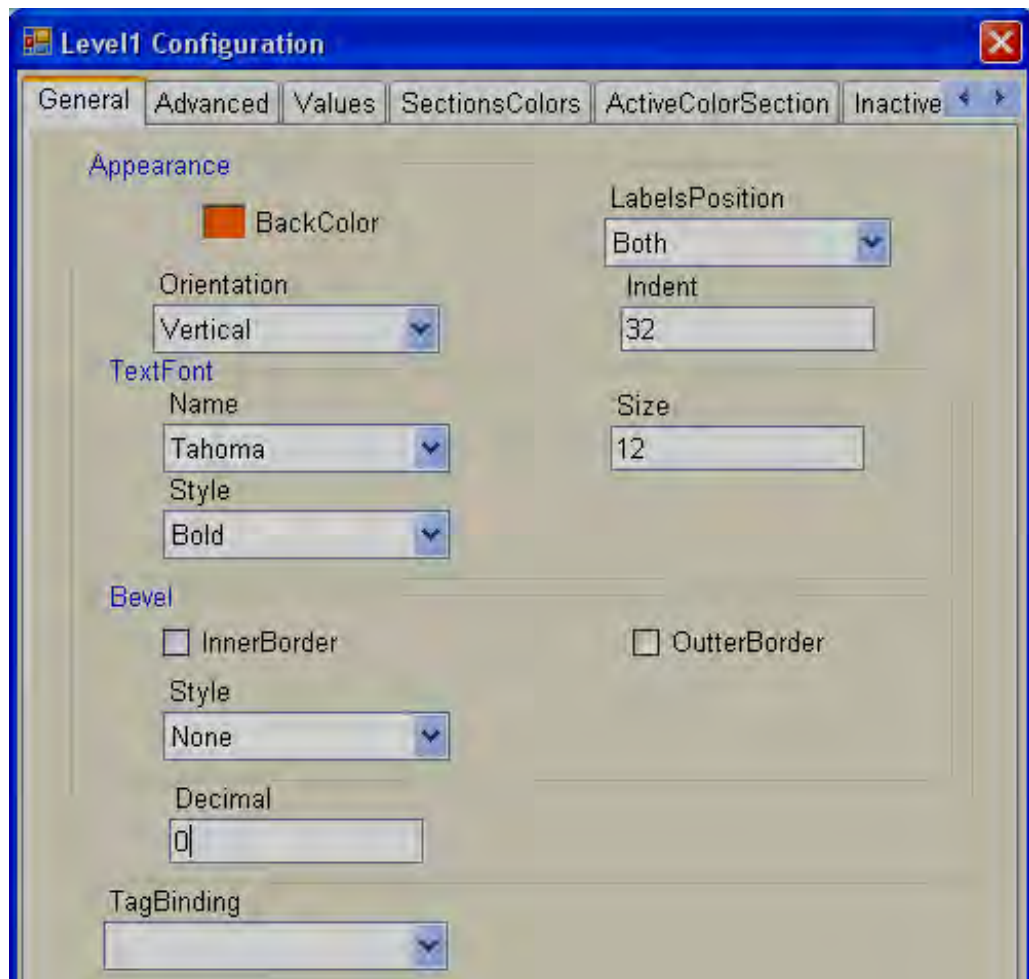 Level1 Configuration
General Advanced Values SectionsColors ActiveColorSection Inactive
Appearance
BackColor
LabelsPosition
Both
Orientation
Vertical
Indent
32
TextFont
Name
Tahoma
Size
12
Style
Bold
Bevel
InnerBorder
OutterBorder
Style
None
Decimal
0
TagBinding